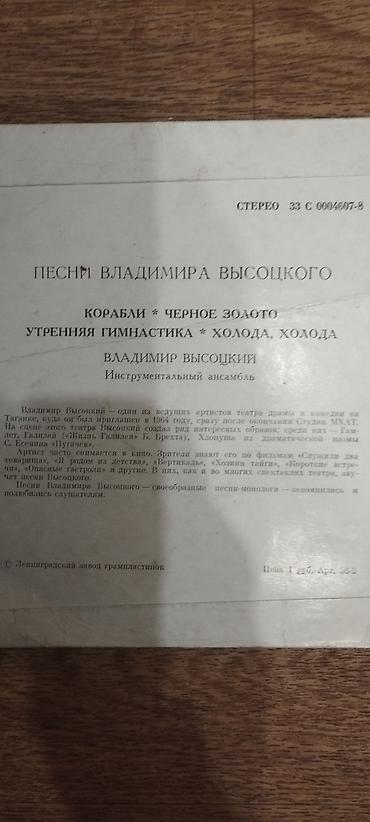 СТЕРЕО 33 С 0004607-8
ПЕСНИ ВЛАДИМИРА ВЫСОЦКОГО
КОРАБЛИ * ЧЕРНОЕ ЗОЛОТО
УТРЕННЯЯ ГИМНАСТИКА * ХОЛОДА, ХОЛОДА
ВЛАДИМИР ВЫСОЦКИЙ
Инструментальный ансамбль
Владимир Высоцкий — один из ведущих артистов театра драмы и комедии на
Таганке, куда он был приглашен в 1964 году, сразу после окончания Студии МХАТ.
На сцене этого театра Высоцкий создал ряд интересных образов; среди них — Гам-
лет, Галилей («Жизнь Галилея» Б. Брехта), Хлопуша из драматической поэмы
С. Есенина «Пугачев».
Артист часто снимается в кино. Зрители знают его по фильмам «Служили два
товарища», «Я родом из детства», «Вертикаль», «Хозяин тайги», «Короткие встре-
чи», «Опасные гастроли» и другие. В них, как и во многих спектаклях театра, зву-
чат песни Высоцкого.
Песни Владимира Высоцкого — своеобразные песни-монологи — запомнились и
полюбились слушателям.
© Ленинградский завод грампластинок
Цена 1 руб. Арт.